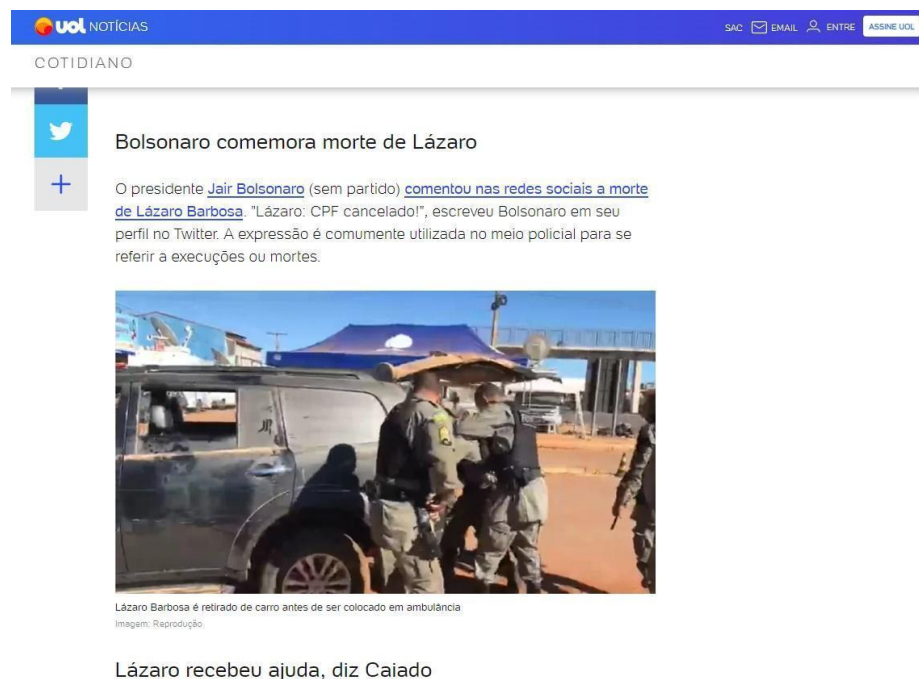 uol NOTÍCIAS
SAC EMAIL ENTRE ASSINE UOL
COTIDIANO
Bolsonaro comemora morte de Lázaro
O presidente Jair Bolsonaro (sem partido) comentou nas redes sociais a morte
de Lázaro Barbosa. "Lázaro: CPF cancelado!", escreveu Bolsonaro em seu
perfil no Twitter. A expressão é comumente utilizada no meio policial para se
referir a execuções ou mortes.
Lázaro Barbosa é retirado de carro antes de ser colocado em ambulância
Imagem: Reprodução
Lázaro recebeu ajuda, diz Caiado